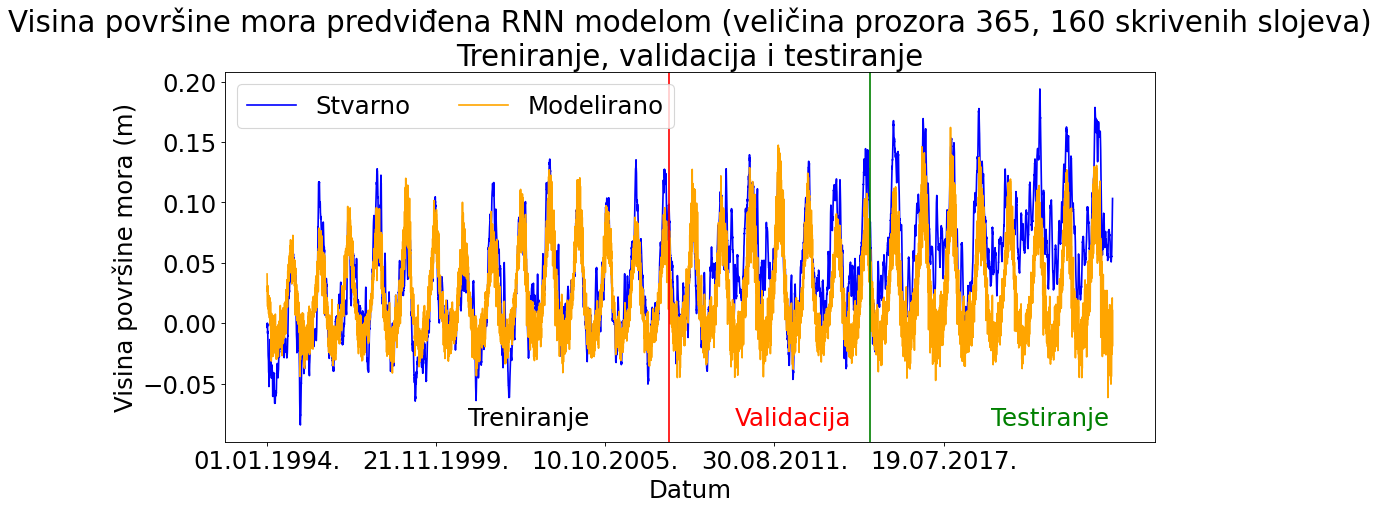 Visina površine mora predviđena RNN modelom (veličina prozora 365, 160 skrivenih slojeva)
Treniranje, validacija i testiranje
Stvarno Modelirano
Visina površine mora (m)
0.20
0.15
0.10
0.05
0.00
−0.05
Treniranje Validacija Testiranje
01.01.1994. 21.11.1999. 10.10.2005. 30.08.2011. 19.07.2017.
Datum